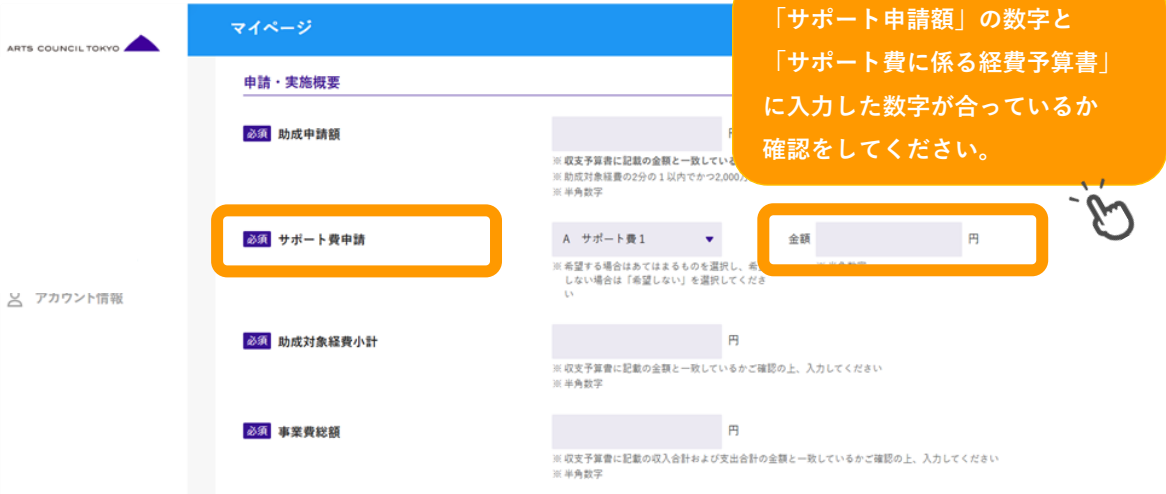 ARTS COUNCIL TOKYO
マイページ
「サポート申請額」の数字と
「サポート費に係る経費予算書」
に入力した数字が合っているか
確認をしてください。
申請・実施概要
必須 助成申請額
※ 収支予算書に記載の金額と一致している
※ 助成対象経費の2分の1以内でかつ2,000万
※ 半角数字
必須 サポート費申請
A サポート費1
金額 円
※ 希望する場合はあてはまるものを選択し、希
しない場合は「希望しない」を選択してくださ
い
アカウント情報
必須 助成対象経費小計
円
※ 収支予算書に記載の金額と一致しているかご確認の上、入力してください
※ 半角数字
必須 事業費総額
円
※ 収支予算書に記載の収入合計および支出合計の金額と一致しているかご確認の上、入力してください
※ 半角数字